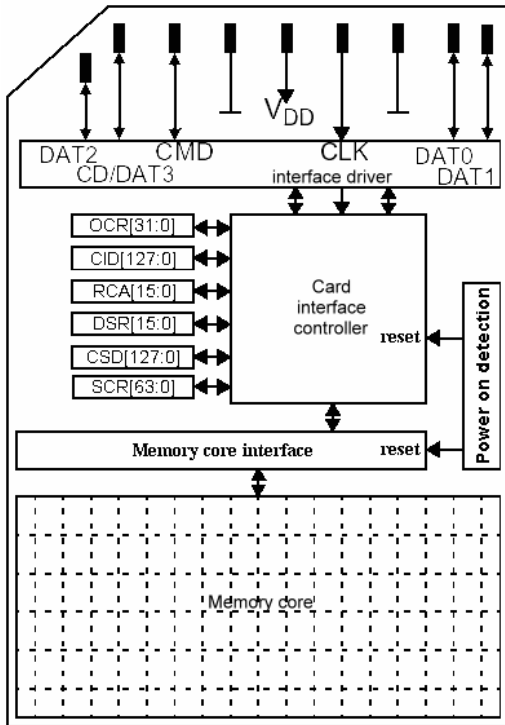 V_DD
DAT2 CMD CLK DAT0
CD/DAT3 interface driver DAT1
OCR[31:0]
CID[127:0]
RCA[15:0]
DSR[15:0]
CSD[127:0]
SCR[63:0]
Card
interface
controller
reset
Power on detection
Memory core interface reset
Memory core